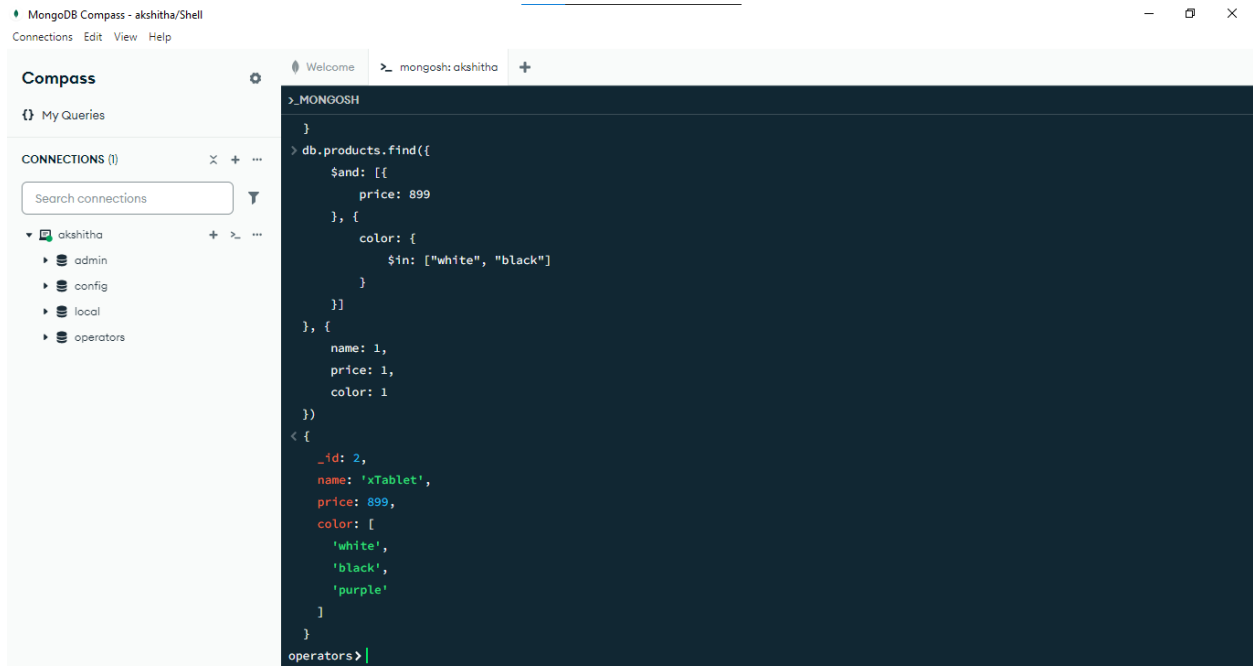 MongoDB Compass - akshitha/Shell
Connections Edit View Help
Compass
{} My Queries
CONNECTIONS (1)
Search connections
akshitha
admin
config
local
operators
Welcome
>_ mongosh: akshitha
>_MONGOSH
}
> db.products.find({
$and: [{
price: 899
}, {
color: {
$in: ["white", "black"]
}
}]
}, {
name: 1,
price: 1,
color: 1
})
< {
_id: 2,
name: 'xTablet',
price: 899,
color: [
'white',
'black',
'purple'
]
}
operators>